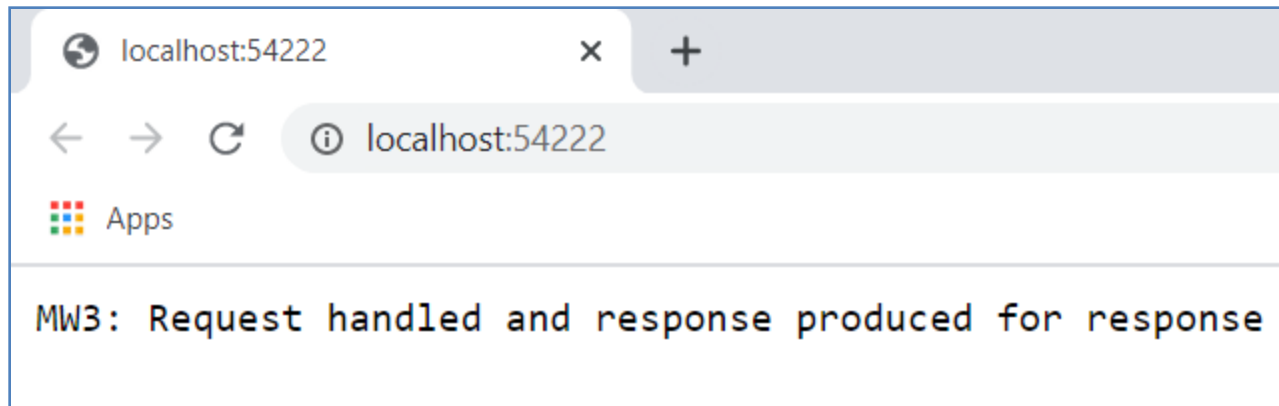 localhost:54222
localhost:54222
Apps
MW3: Request handled and response produced for response